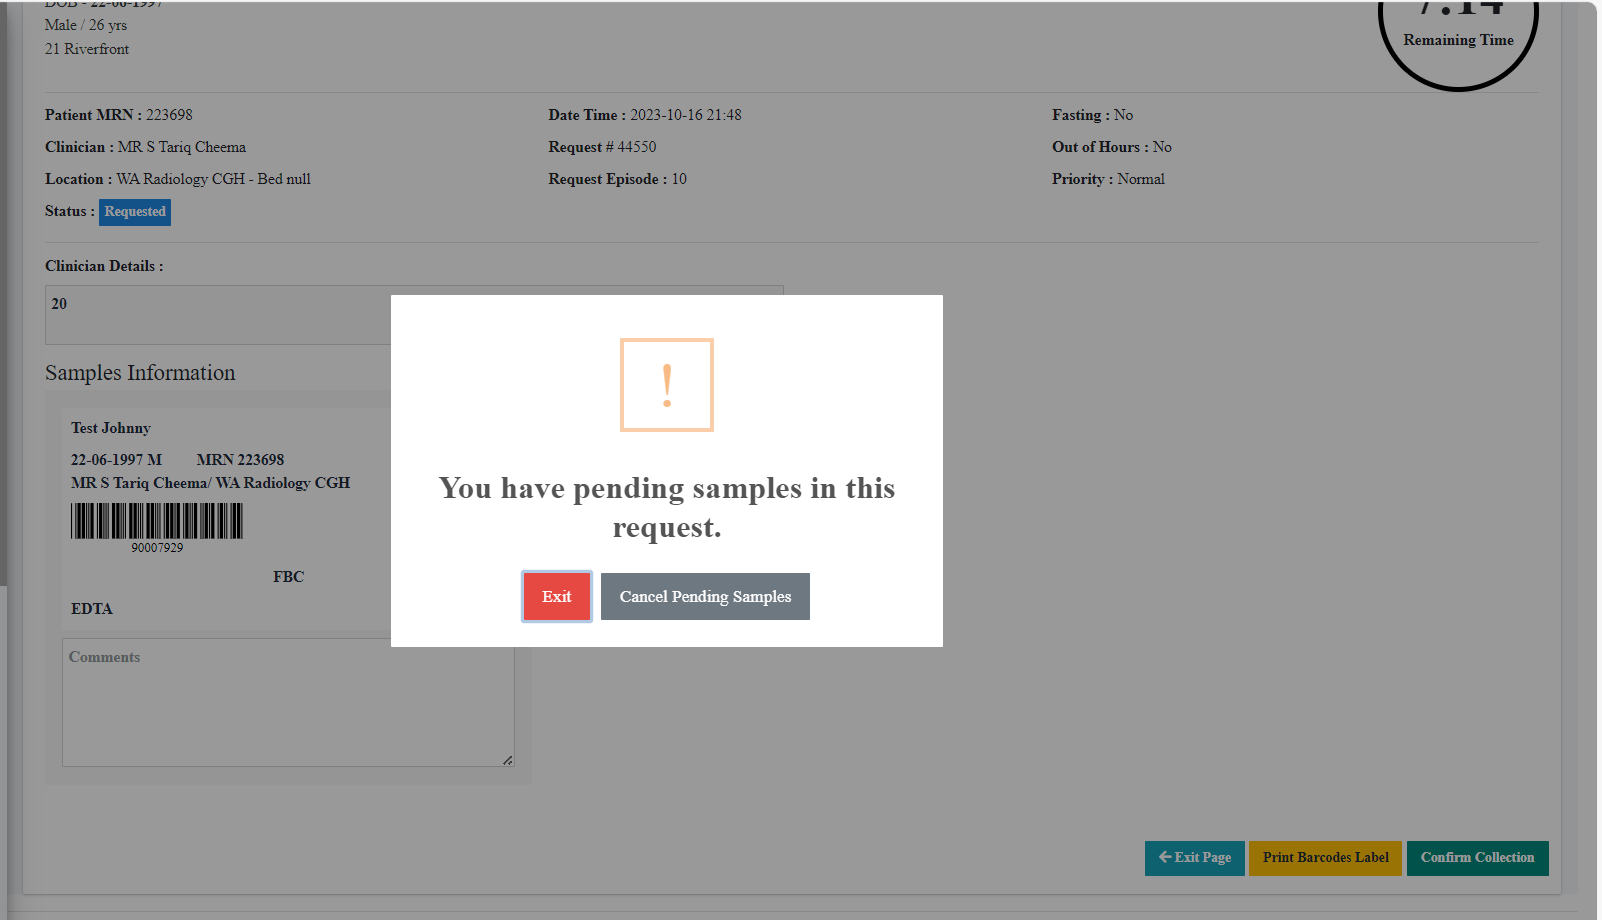 DOB - 22-06-1997
Male / 26 yrs
21 Riverfront
7:14
Remaining Time
Patient MRN : 223698
Date Time : 2023-10-16 21:48
Fasting : No
Clinician : MR S Tariq Cheema
Request # 44550
Out of Hours : No
Location : WA Radiology CGH - Bed null
Request Episode : 10
Priority : Normal
Status : Requested
Clinician Details :
20
Samples Information
Test Johnny
22-06-1997 M MRN 223698
MR S Tariq Cheema/ WA Radiology CGH
90007929
FBC
EDTA
Comments
!
You have pending samples in this
request.
Exit
Cancel Pending Samples
Exit Page
Print Barcodes Label
Confirm Collection